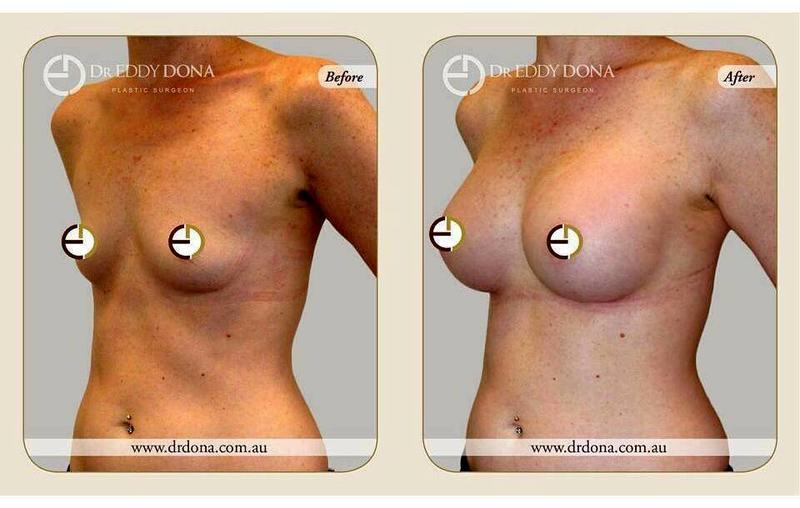 DR EDDY DONA
PLASTIC SURGEON
Before
www.drdona.com.au
DR EDDY DONA
PLASTIC SURGEON
After
www.drdona.com.au